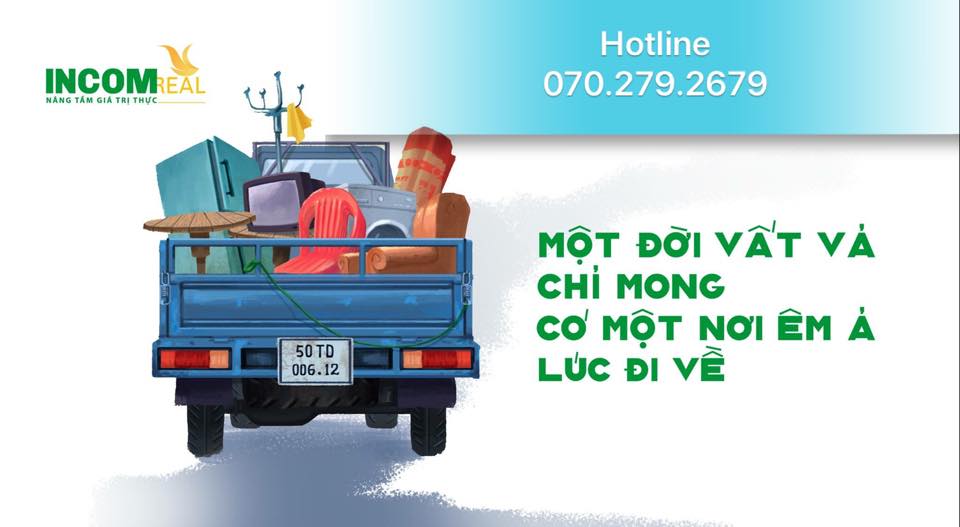 INCOMREAL
NÂNG TẦM GIÁ TRỊ THỰC
Hotline
070.279.2679
MỘT ĐỜI VẤT VẢ
CHỈ MONG
CƠ MỘT NƠI ÊM Ả
LỨC ĐI VỀ
50TD
006.12